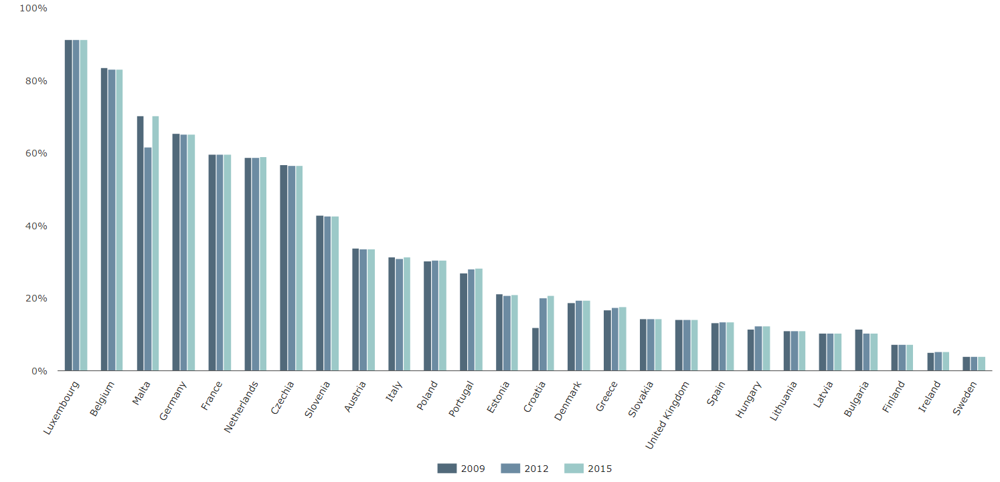 100%
80%
60%
40%
20%
0%
Luxembourg
Belgium
Malta
Germany
France
Netherlands
Czechia
Slovenia
Austria
Italy
Poland
Portugal
Estonia
Croatia
Denmark
Greece
Slovakia
United Kingdom
Spain
Hungary
Lithuania
Latvia
Bulgaria
Finland
Ireland
Sweden
2009 2012 2015